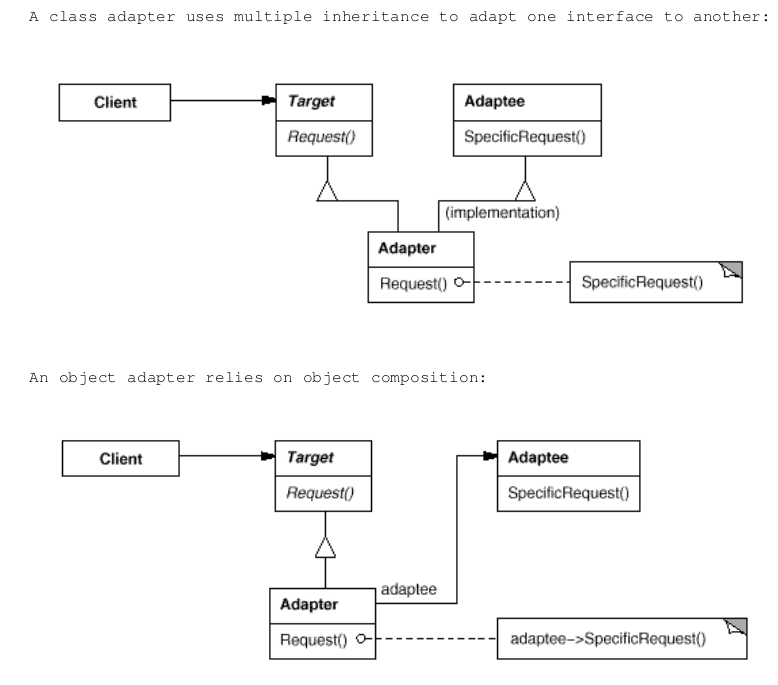 A class adapter uses multiple inheritance to adapt one interface to another:
Client
Target
Request()
Adaptee
SpecificRequest()
(implementation)
Adapter
Request()
SpecificRequest()
An object adapter relies on object composition:
Client
Target
Request()
Adaptee
SpecificRequest()
adaptee
Adapter
Request()
adaptee->SpecificRequest()